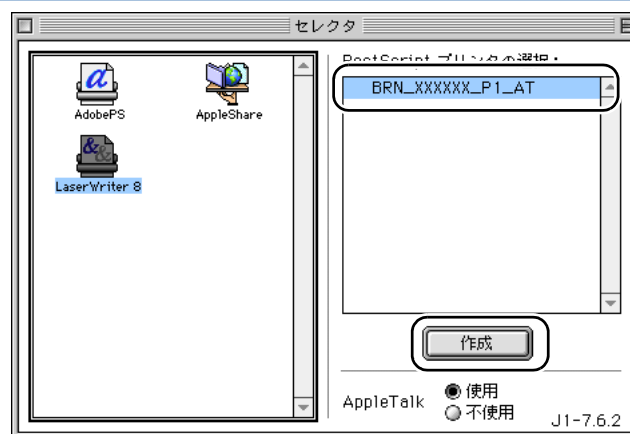 セレクタ
AdobePS
AppleShare
LaserWriter 8
PostScript プリンタの選択：
BRN_XXXXXX_P1_AT
作成
AppleTalk
使用
不使用
J1-7.6.2